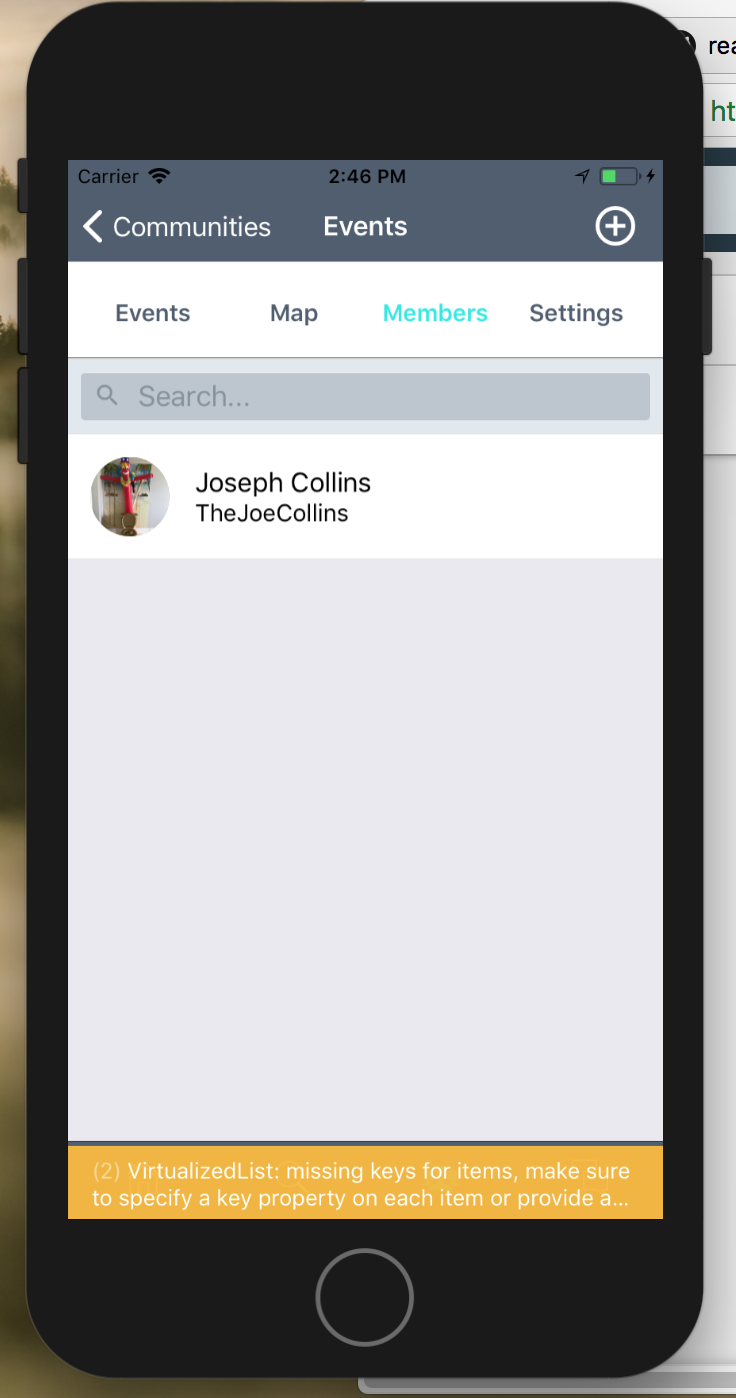 rea
ht
Carrier 2:46 PM
Communities Events
Events Map Members Settings
Search...
Joseph Collins
TheJoeCollins
(2) VirtualizedList: missing keys for items, make sure
to specify a key property on each item or provide a...